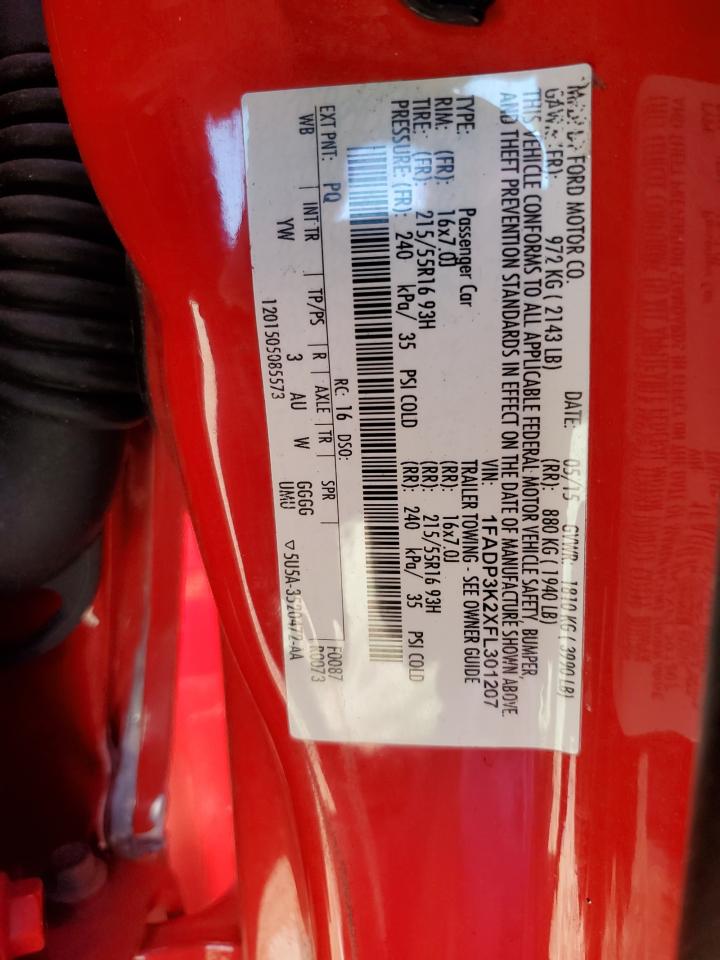 FORD MOTOR CO. DATE: 05/15 GVWR: 1810 KG ( 3990 LB)
(FR): 972 KG ( 2143 LB) (RR): 880 KG ( 1940 LB)
THIS VEHICLE CONFORMS TO ALL APPLICABLE FEDERAL MOTOR VEHICLE SAFETY, BUMPER,
AND THEFT PREVENTION STANDARDS IN EFFECT ON THE DATE OF MANUFACTURE SHOWN ABOVE.
VIN: 1FADP3K2XFL301207
TYPE: Passenger Car TRAILER TOWING - SEE OWNER GUIDE
RIM: (FR): 16x7.0J (RR): 16x7.0J
TIRE: (FR): 215/55R16 93H (RR): 215/55R16 93H
PRESSURE: (FR): 240 kPa/ 35 PSI COLD (RR): 240 kPa/ 35 PSI COLD
RC: 16 DSO: F0087
EXT PNT: PQ R0073
WB INT TR TP/PS R AXLE TR SPR
YW 3 AU W GGGG
UMU
1201505085573 ▽5U5A-3520472-AA